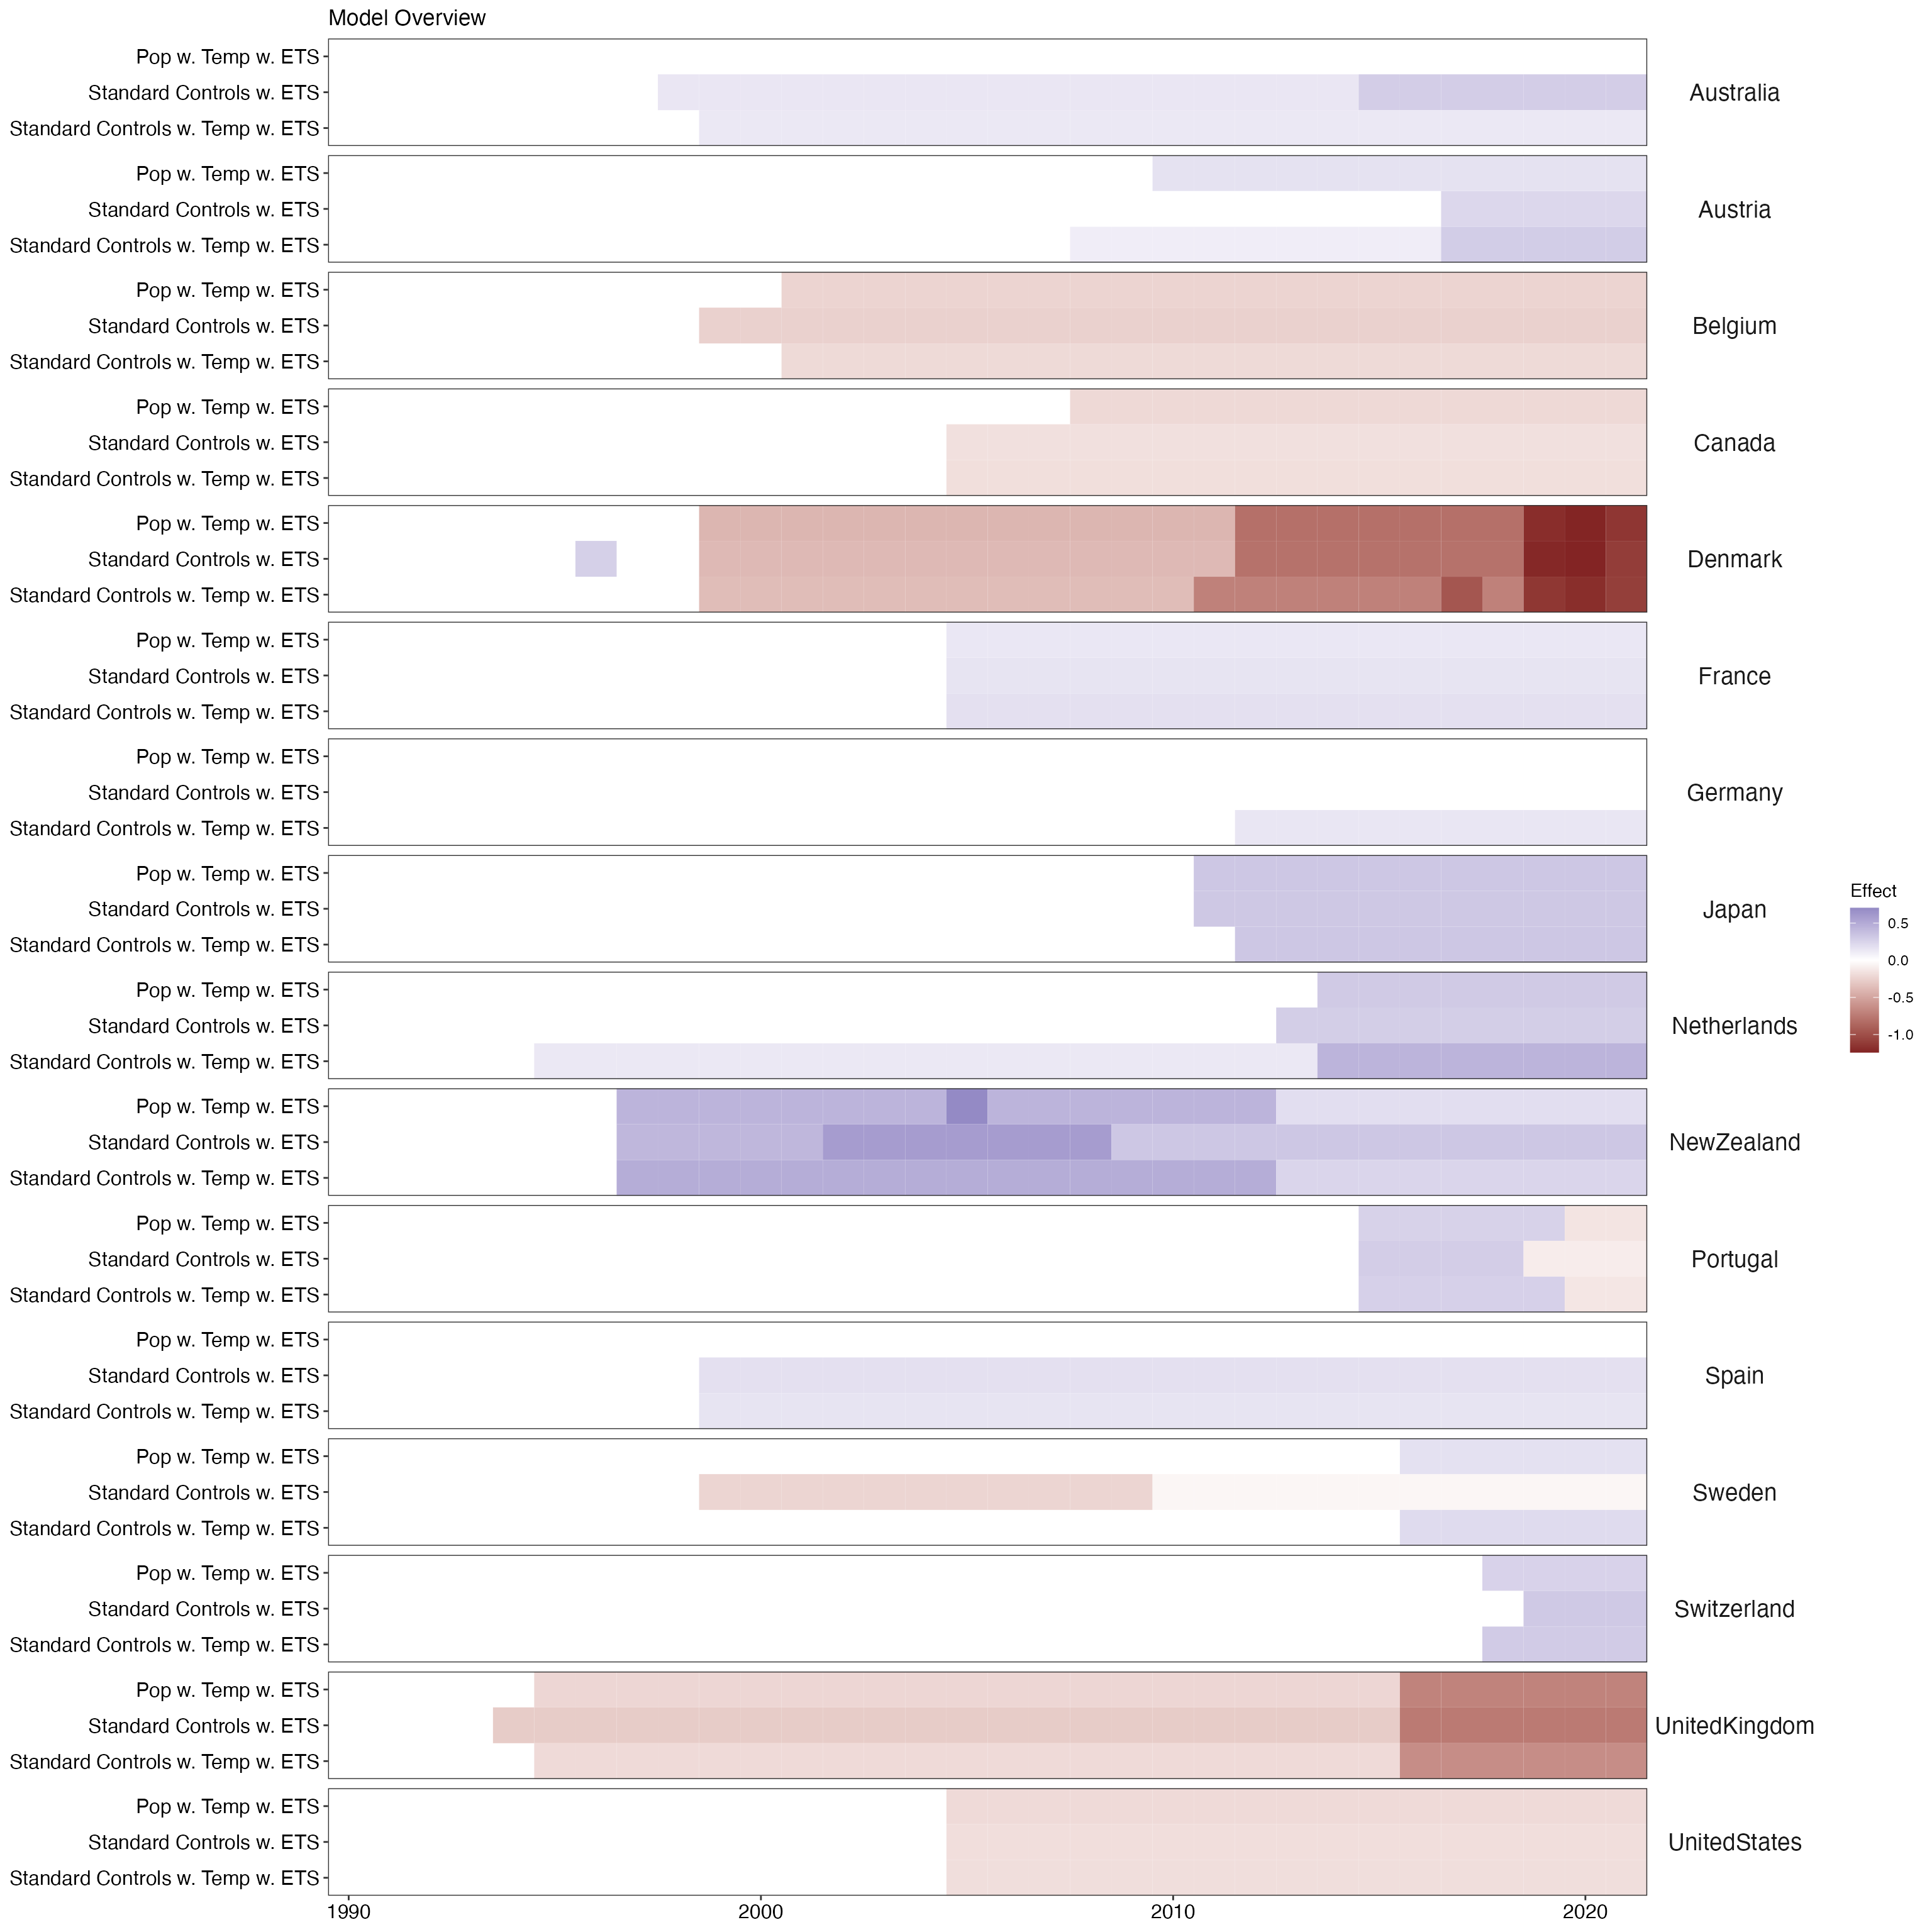 Model Overview
Pop w. Temp w. ETS
Standard Controls w. ETS
Standard Controls w. Temp w. ETS
Australia
Pop w. Temp w. ETS
Standard Controls w. ETS
Standard Controls w. Temp w. ETS
Austria
Pop w. Temp w. ETS
Standard Controls w. ETS
Standard Controls w. Temp w. ETS
Belgium
Pop w. Temp w. ETS
Standard Controls w. ETS
Standard Controls w. Temp w. ETS
Canada
Pop w. Temp w. ETS
Standard Controls w. ETS
Standard Controls w. Temp w. ETS
Denmark
Pop w. Temp w. ETS
Standard Controls w. ETS
Standard Controls w. Temp w. ETS
France
Pop w. Temp w. ETS
Standard Controls w. ETS
Standard Controls w. Temp w. ETS
Germany
Pop w. Temp w. ETS
Standard Controls w. ETS
Standard Controls w. Temp w. ETS
Japan
Pop w. Temp w. ETS
Standard Controls w. ETS
Standard Controls w. Temp w. ETS
Netherlands
Pop w. Temp w. ETS
Standard Controls w. ETS
Standard Controls w. Temp w. ETS
NewZealand
Pop w. Temp w. ETS
Standard Controls w. ETS
Standard Controls w. Temp w. ETS
Portugal
Pop w. Temp w. ETS
Standard Controls w. ETS
Standard Controls w. Temp w. ETS
Spain
Pop w. Temp w. ETS
Standard Controls w. ETS
Standard Controls w. Temp w. ETS
Sweden
Pop w. Temp w. ETS
Standard Controls w. ETS
Standard Controls w. Temp w. ETS
Switzerland
Pop w. Temp w. ETS
Standard Controls w. ETS
Standard Controls w. Temp w. ETS
UnitedKingdom
Pop w. Temp w. ETS
Standard Controls w. ETS
Standard Controls w. Temp w. ETS
UnitedStates
1990 2000 2010 2020
Effect
0.5
0.0
-0.5
-1.0